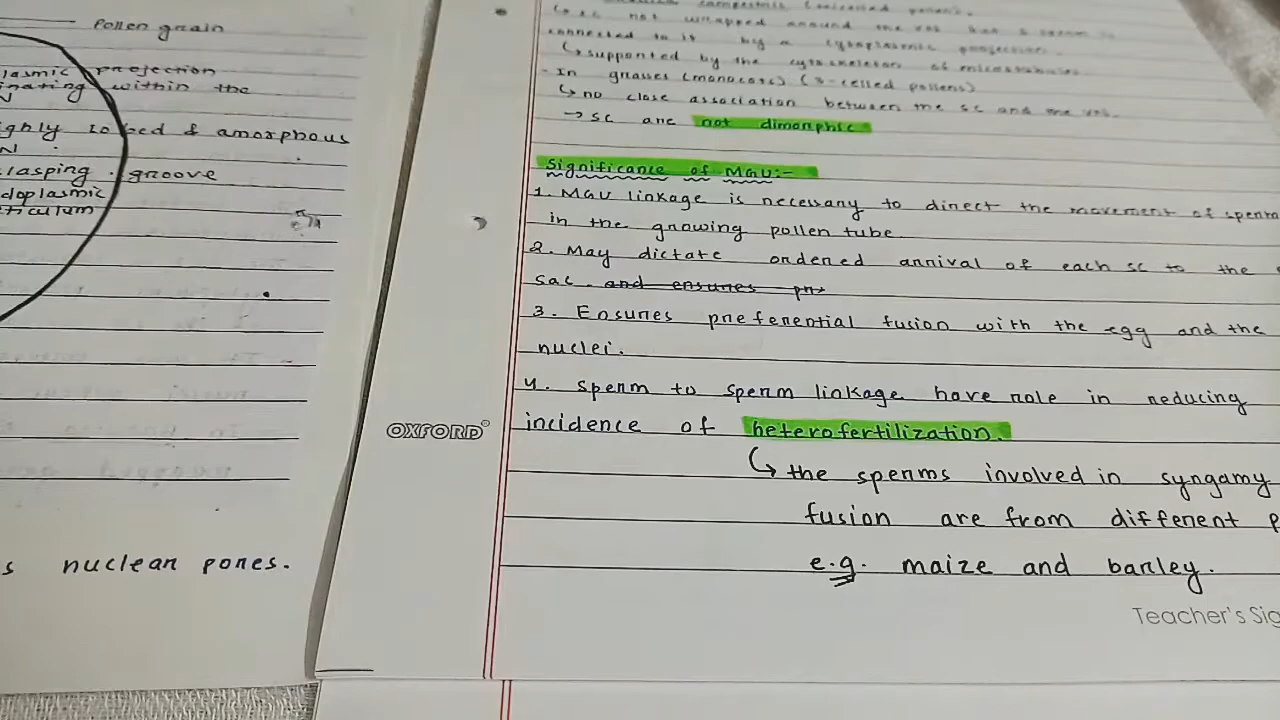 Pollen grain
lasmic projection
nating within the
N
ighly lobed & amorphous
N.
lasping groove
doplasmic
ticulum
s nuclear pores.
not wrapped around the
connected to it by a cytoplasmic projection.
↳ supported by the cytoskeleton of microtubules
- In grasses (monocots) (3-celled pollens)
↳ no close association between the sc and the
→ sc are not dimorphic
Significance of MGU:-
1. MGU linkage is necessary to direct the movement of sperm
in the growing pollen tube.
2. May dictate ordered arrival of each sc to the
sac. and ensures pr
3. Ensures preferential fusion with the egg and the
nuclei.
4. Sperm to sperm linkage have role in reducing
incidence of heterofertilization.
↳ the sperms involved in syngamy
fusion are from different p
e.g. maize and barley.
OXFORD
Teacher's Sig